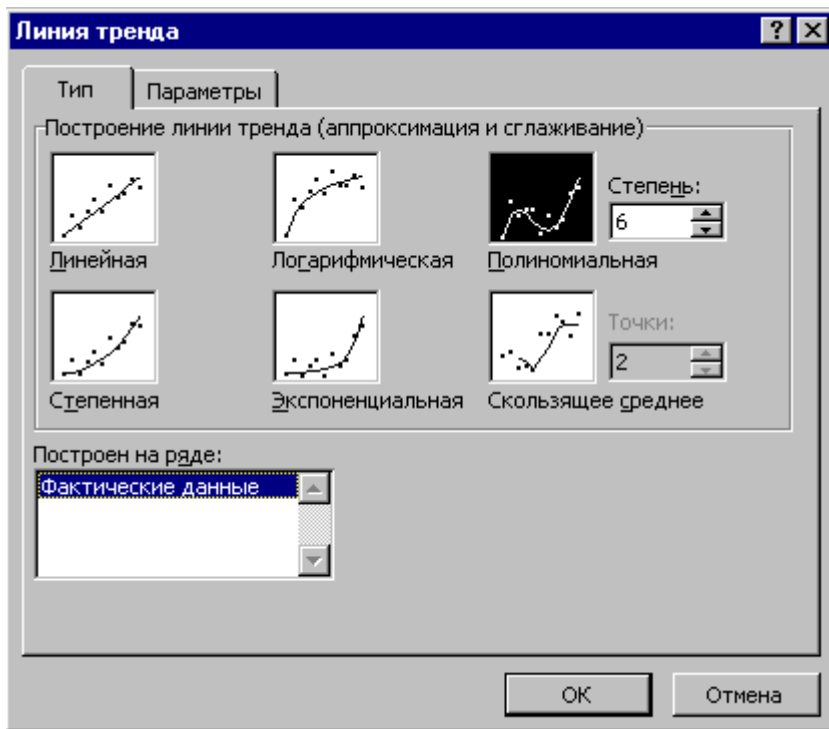 Линия тренда
Тип Параметры
Построение линии тренда (аппроксимация и сглаживание)
Степень:
6
Линейная Логарифмическая Полиномиальная
Точки:
2
Степенная Экспоненциальная Скользящее среднее
Построен на ряде:
Фактические данные
ОК Отмена